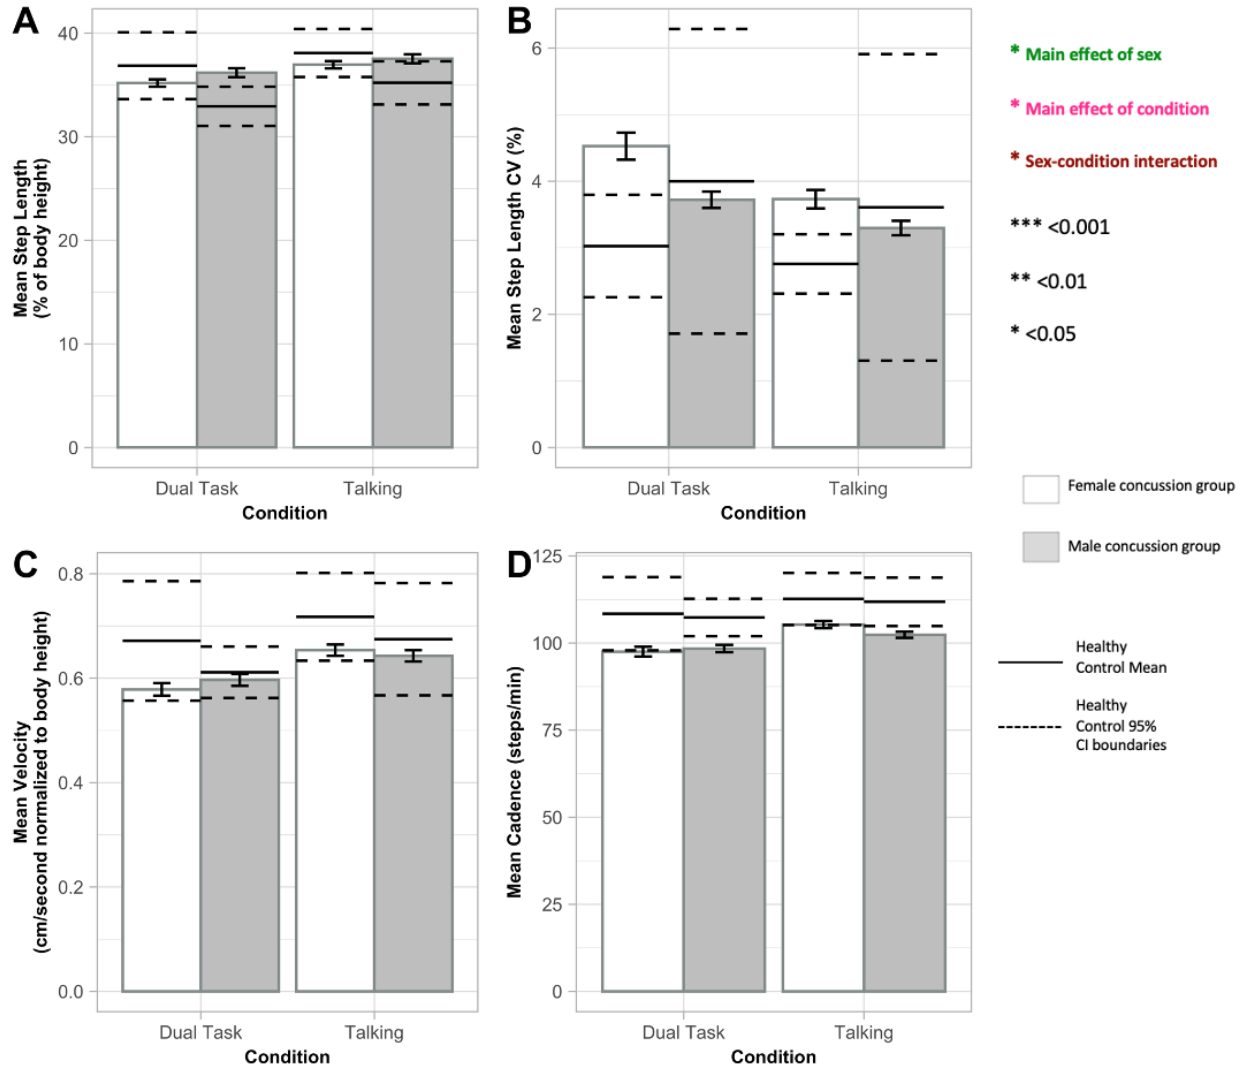 A
40
30
20
10
0
Mean Step Length
(% of body height)
Dual Task
Talking
Condition
B
6
4
2
0
Mean Step Length CV (%)
Dual Task
Talking
Condition
* Main effect of sex
* Main effect of condition
* Sex-condition interaction
*** <0.001
** <0.01
* <0.05
Female concussion group
Male concussion group
Healthy
Control Mean
Healthy
Control 95%
CI boundaries
C
0.8
0.6
0.4
0.2
0.0
Mean Velocity
(cm/second normalized to body height)
Dual Task
Talking
Condition
D
125
100
75
50
25
0
Mean Cadence (steps/min)
Dual Task
Talking
Condition